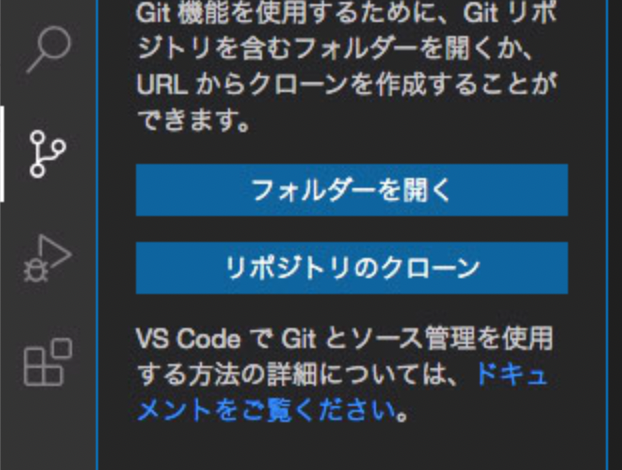 Git 機能を使用するために、Git リポ
ジトリを含むフォルダーを開くか、
URL からクローンを作成することが
できます。
フォルダーを開く
リポジトリのクローン
VS Code で Git とソース管理を使用
する方法の詳細については、ドキュ
メントをご覧ください。